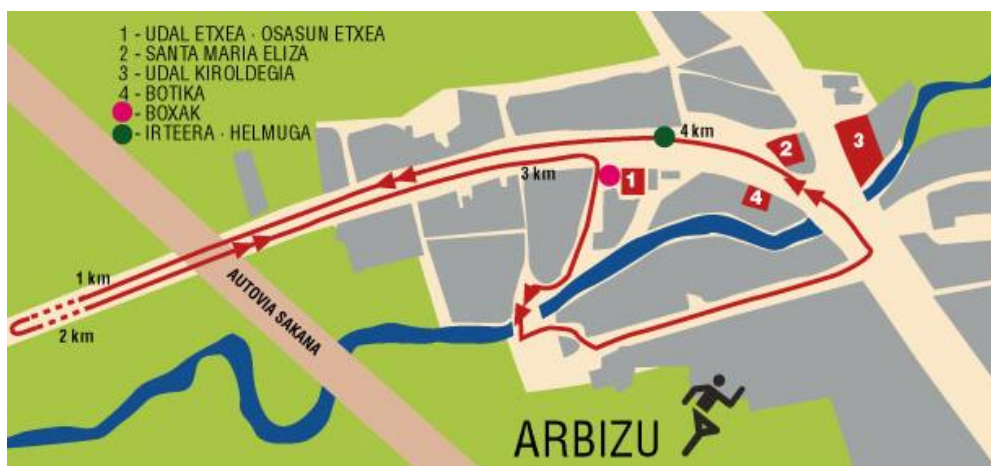 1 - UDAL ETXEA · OSASUN ETXEA
2 - SANTA MARIA ELIZA
3 - UDAL KIROLDEGIA
4 - BOTIKA
- BOXAK
- IRTEERA · HELMUGA
4 km
2
3
3 km
1
4
1 km
2 km
AUTOVIA SAKANA
ARBIZU